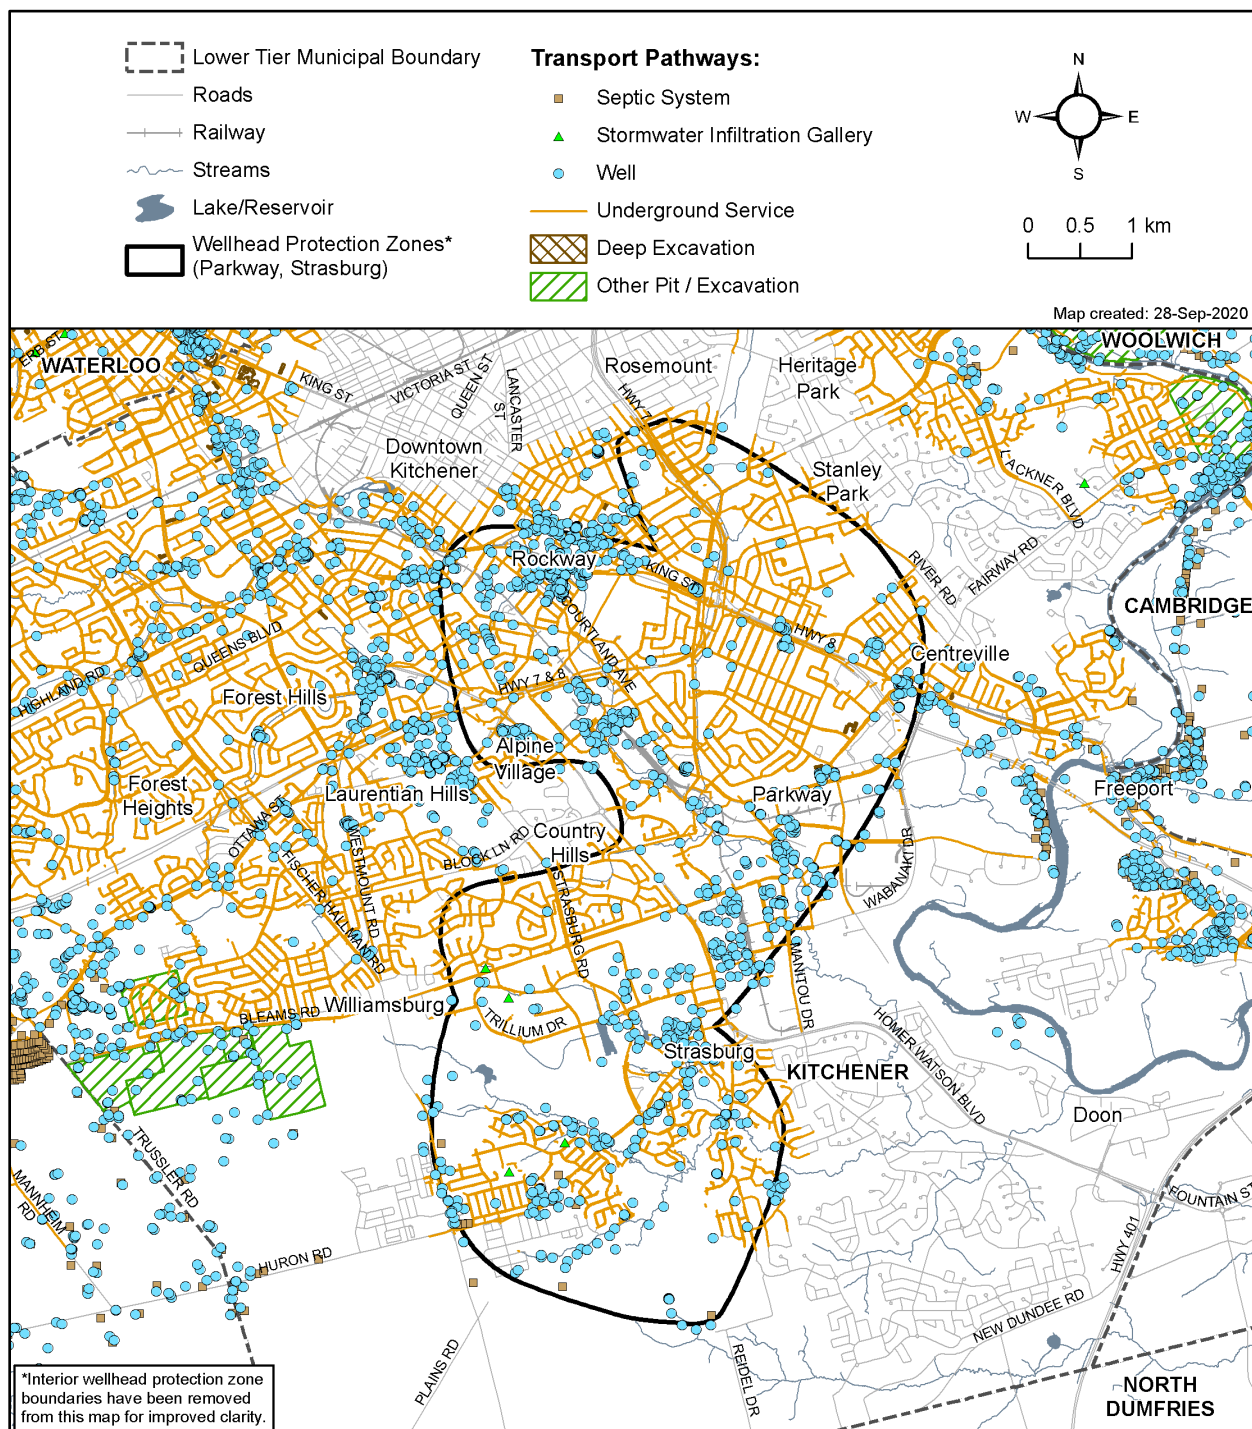 Lower Tier Municipal Boundary
Roads
Railway
Streams
Lake/Reservoir
Wellhead Protection Zones*
(Parkway, Strasburg)
Transport Pathways:
Septic System
Stormwater Infiltration Gallery
Well
Underground Service
Deep Excavation
Other Pit / Excavation
N
W E
S
0 0.5 1 km
Map created: 28-Sep-2020
ERB ST
WATERLOO
KING ST
VICTORIA ST
QUEEN ST
LANCASTER
ST
Rosemount
HWY 7
Heritage
Park
WOOLWICH
Downtown
Kitchener
Stanley
Park
LACKNER BLVD
Rockway
KING ST
RIVER RD
FAIRWAY RD
CAMBRIDGE
COURTLAND AVE
HWY 8
Centreville
QUEENS BLVD
HIGHLAND RD
Forest Hills
HWY 7 & 8
Alpine
Village
Forest
Heights
Laurentian Hills
Parkway
Freeport
OTTAWA ST
WESTMOUNT RD
FISCHER HALLMAN RD
BLOCK LN RD
Country
Hills
STRASBURG RD
WABANAKI DR
MANITOU DR
BLEAMS RD
Williamsburg
TRILLIUM DR
Strasburg
KITCHENER
HOMER WATSON BLVD
Doon
TRUSSLER RD
MANNHEIM
RD
HURON RD
FOUNTAIN ST
HWY 401
NEW DUNDEE RD
PLAINS RD
REIDEL DR
NORTH
DUMFRIES
*Interior wellhead protection zone
boundaries have been removed
from this map for improved clarity.